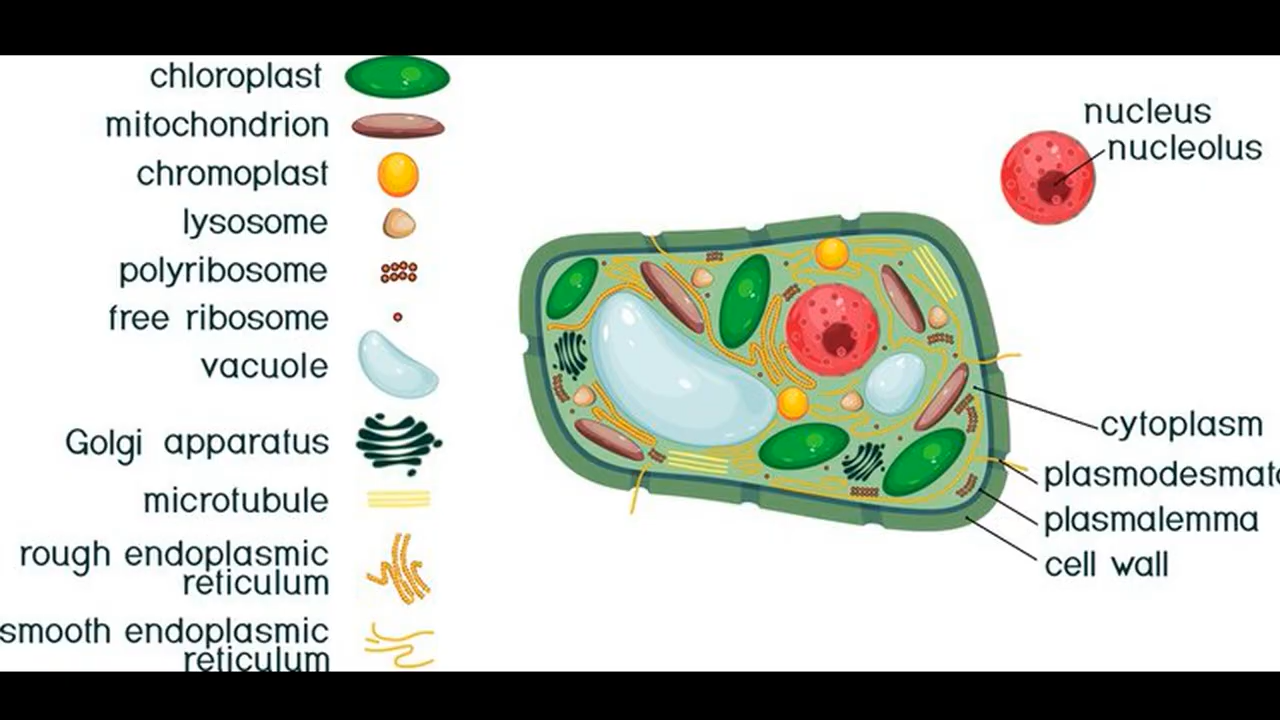 chloroplast
mitochondrion
chromoplast
lysosome
polyribosome
free ribosome
vacuole
Golgi apparatus
microtubule
rough endoplasmic
reticulum
smooth endoplasmic
reticulum
nucleus
nucleolus
cytoplasm
plasmodesmat
plasmalemma
cell wall